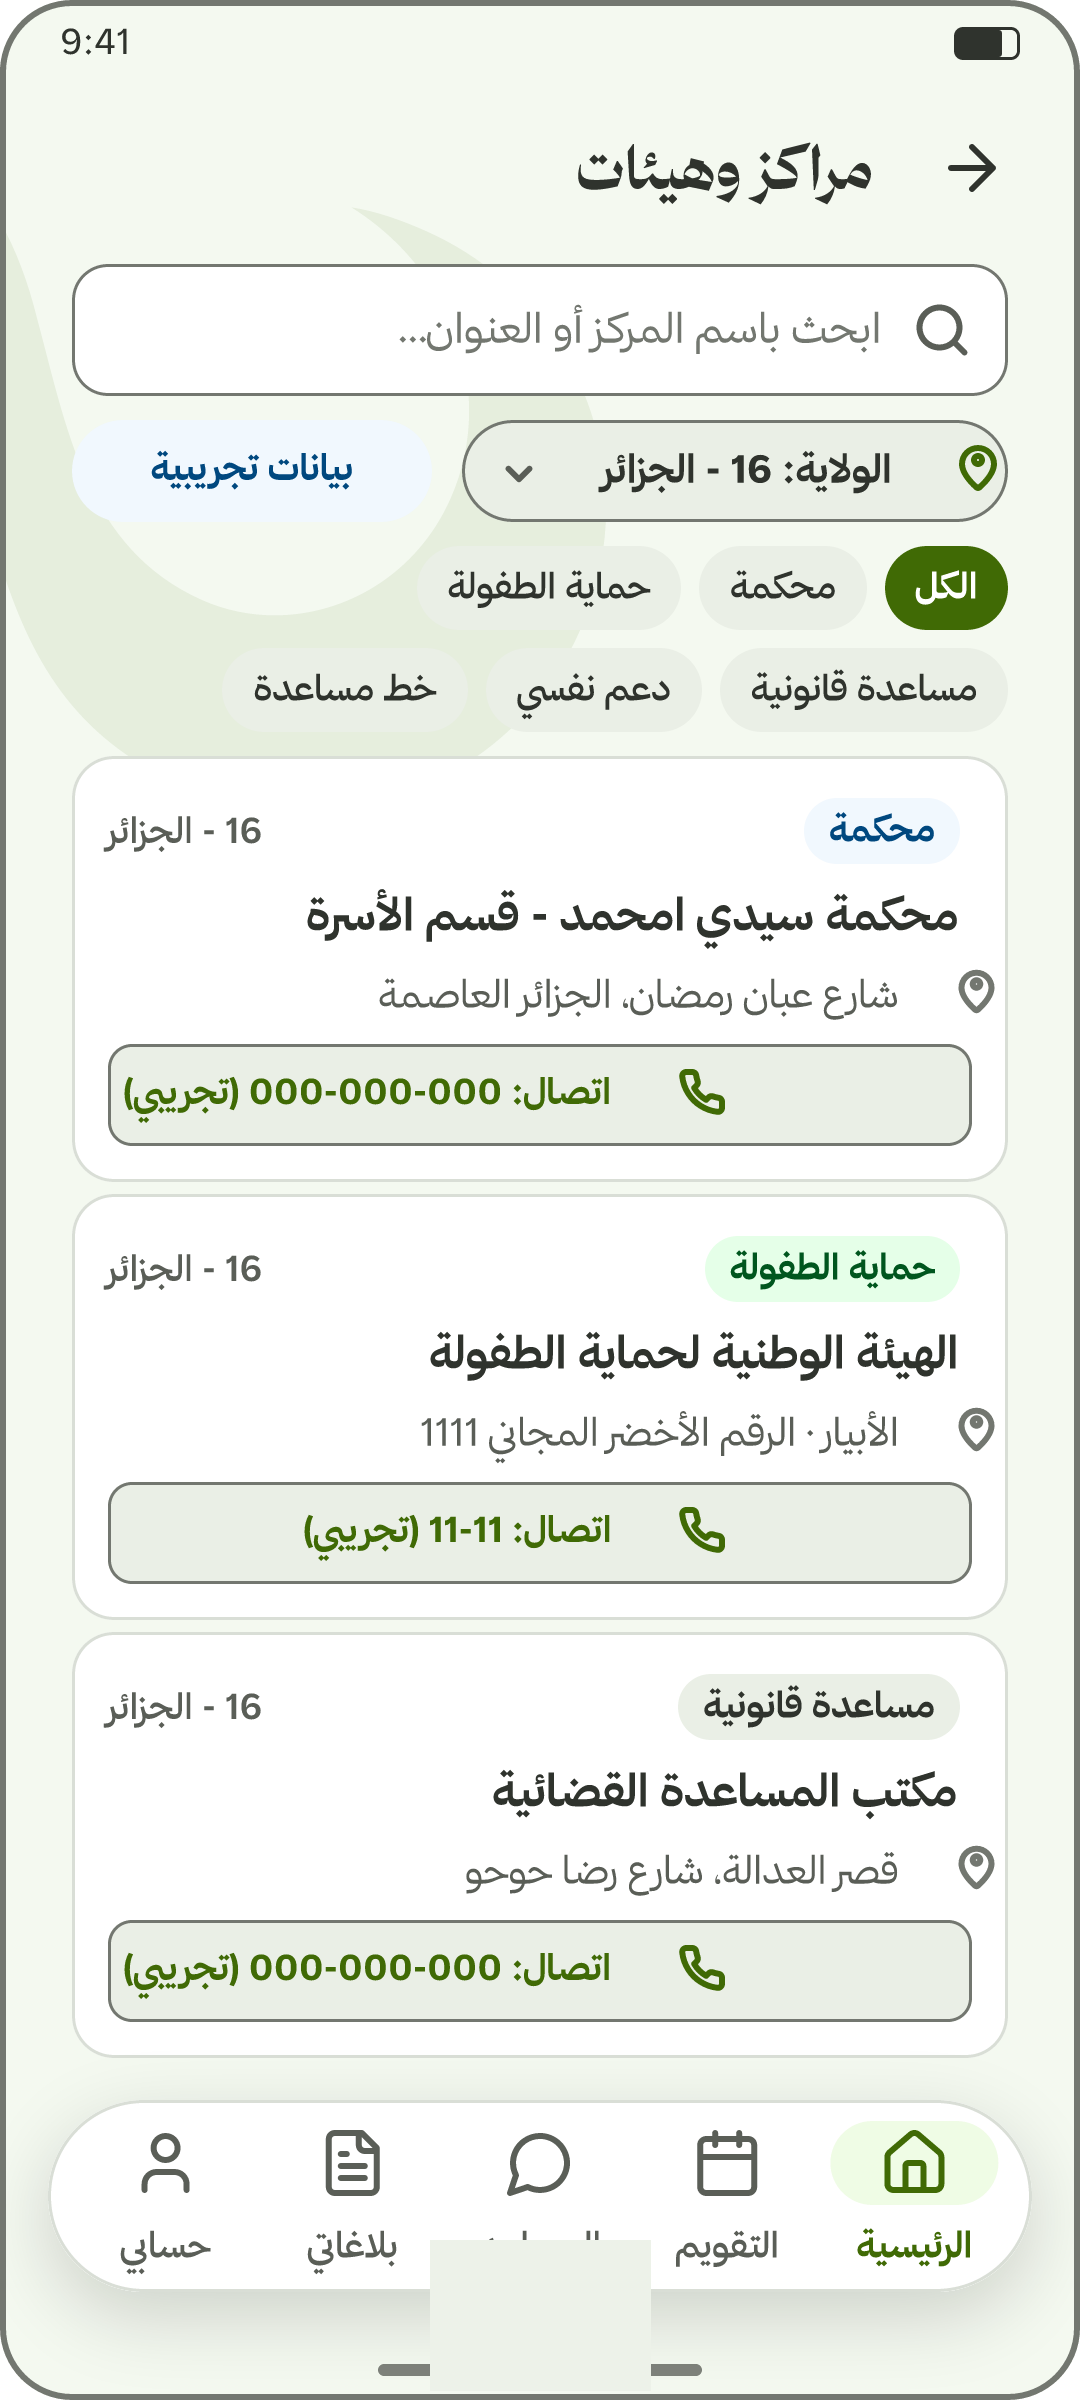 9:41
مراكز وهيئات
ابحث باسم المركز أو العنوان...
الولاية: 16 - الجزائر
بيانات تجريبية
الكل
محكمة
حماية الطفولة
مساعدة قانونية
دعم نفسي
خط مساعدة
محكمة
16 - الجزائر
محكمة سيدي امحمد - قسم الأسرة
شارع عبان رمضان، الجزائر العاصمة
اتصال: 000-000-000 (تجريبي)
حماية الطفولة
16 - الجزائر
الهيئة الوطنية لحماية الطفولة
الأبيار · الرقم الأخضر المجاني 1111
اتصال: 11-11 (تجريبي)
مساعدة قانونية
16 - الجزائر
مكتب المساعدة القضائية
قصر العدالة، شارع رضا حوحو
اتصال: 000-000-000 (تجريبي)
الرئيسية
التقويم
بلاغاتي
حسابي